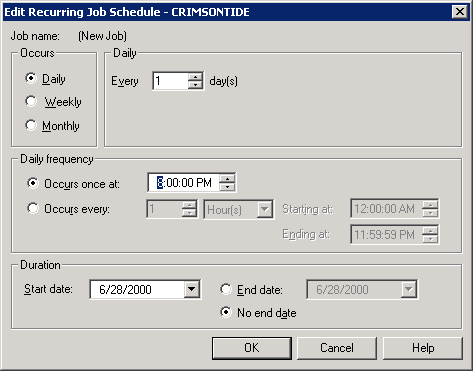 Edit Recurring Job Schedule - CRIMSONTIDE
Job name: (New Job)
Occurs
Daily
Weekly
Monthly
Daily
Every 1 day(s)
Daily frequency
Occurs once at: 8:00:00 PM
Occurs every: 1 Hour(s)
Starting at: 12:00:00 AM
Ending at: 11:59:59 PM
Duration
Start date: 6/28/2000
End date: 6/28/2000
No end date
OK
Cancel
Help